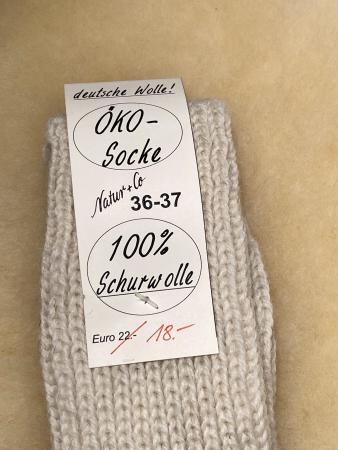 deutsche Wolle!
ÖKO-
Socke
Natur + Co
36-37
100%
Schurwolle
Euro 22.- 18.-